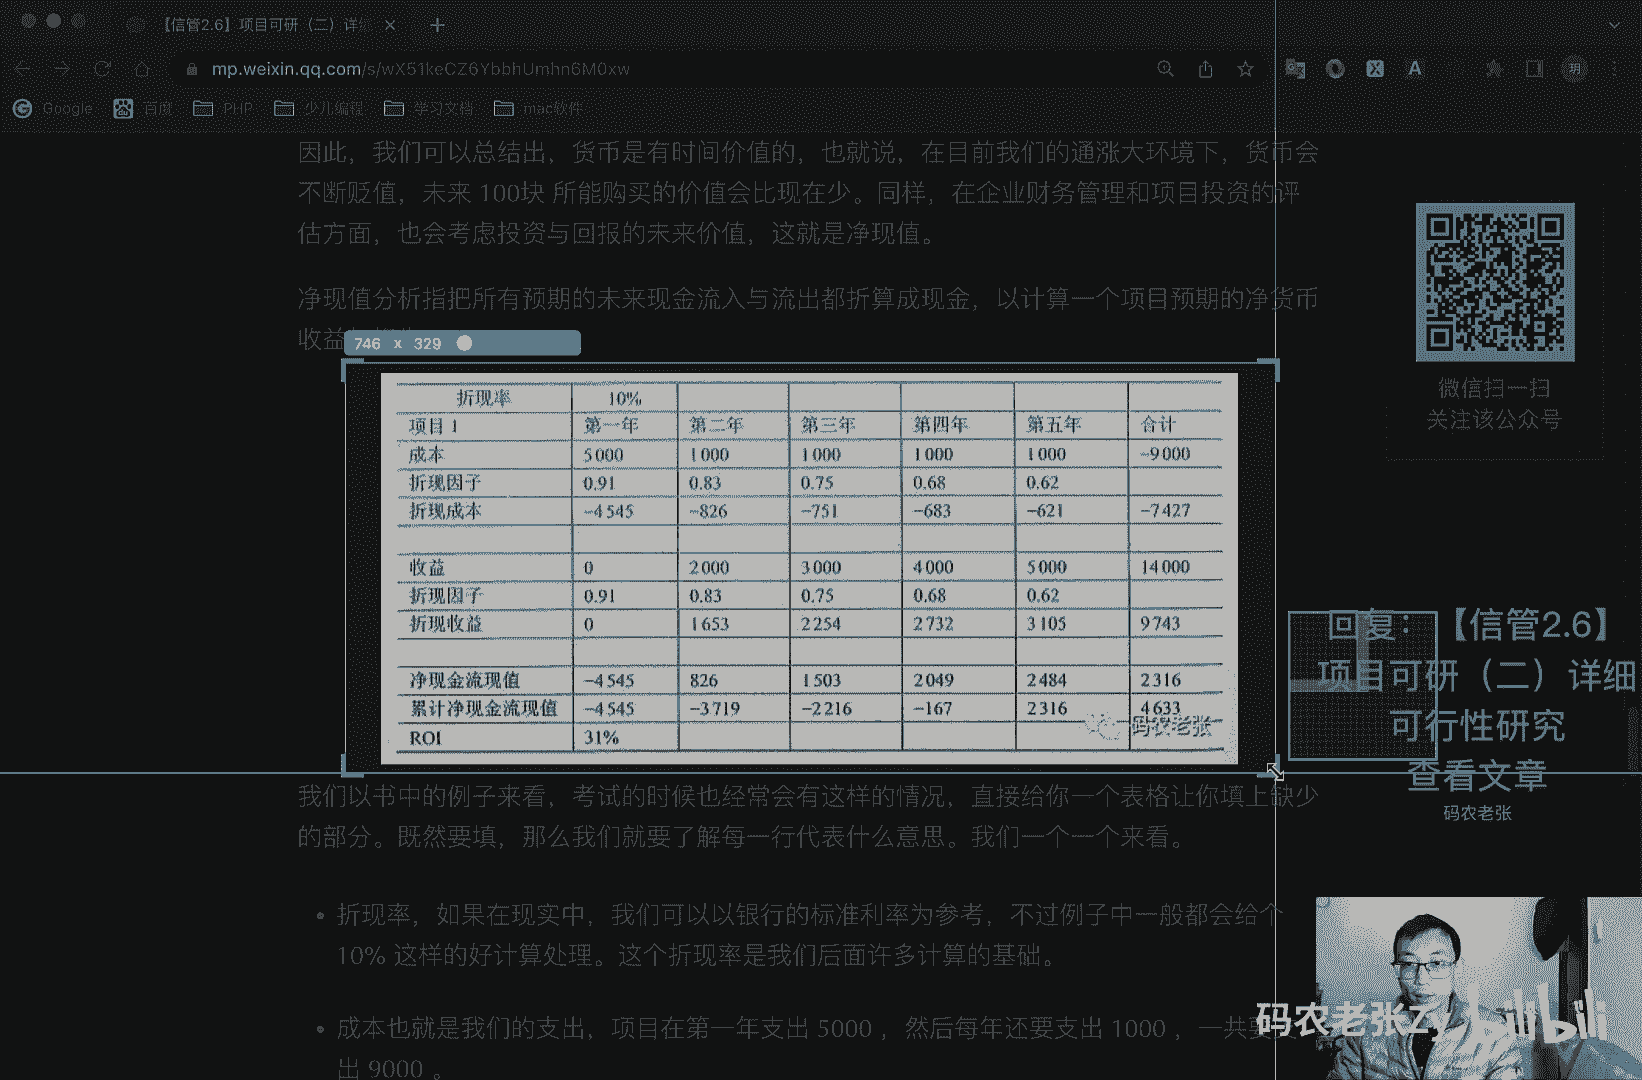 【信管2.6】项目可研（二）详
mp.weixin.qq.com/s/wX51keCZ6YbbhUmhn6M0xw
Google 百度 PHP 少儿编程 学习文档 mac软件
因此，我们可以总结出，货币是有时间价值的，也就说，在目前我们的通涨大环境下，货币会
不断贬值，未来 100块 所能购买的价值会比现在少。同样，在企业财务管理和项目投资的评
估方面，也会考虑投资与回报的未来价值，这就是净现值。
净现值分析指把所有预期的未来现金流入与流出都折算成现金，以计算一个项目预期的净货币
收益
746 x 329
折现率 10%
项目 1 第一年 第二年 第三年 第四年 第五年 合计
成本 5000 1000 1000 1000 1000 -9000
折现因子 0.91 0.83 0.75 0.68 0.62
折现成本 -4545 -826 -751 -683 -621 -7427
收益 0 2000 3000 4000 5000 14000
折现因子 0.91 0.83 0.75 0.68 0.62
折现收益 0 1653 2254 2732 3105 9743
净现金流现值 -4545 826 1503 2049 2484 2316
累计净现金流现值 -4545 -3719 -2216 -167 2316 4633
ROI 31%
码农老张
我们以书中的例子来看，考试的时候也经常会有这样的情况，直接给你一个表格让你填上缺少
的部分。既然要填，那么我们就要了解每一行代表什么意思。我们一个一个来看。
• 折现率，如果在现实中，我们可以以银行的标准利率为参考，不过例子中一般都会给个
10% 这样的好计算处理。这个折现率是我们后面许多计算的基础。
• 成本也就是我们的支出，项目在第一年支出 5000 ，然后每年还要支出 1000 ，一共要
出 9000 。
微信扫一扫
关注该公众号
回复：【信管2.6】
项目可研（二）详细
可行性研究
查看文章
码农老张
码农老张Zy bilibili